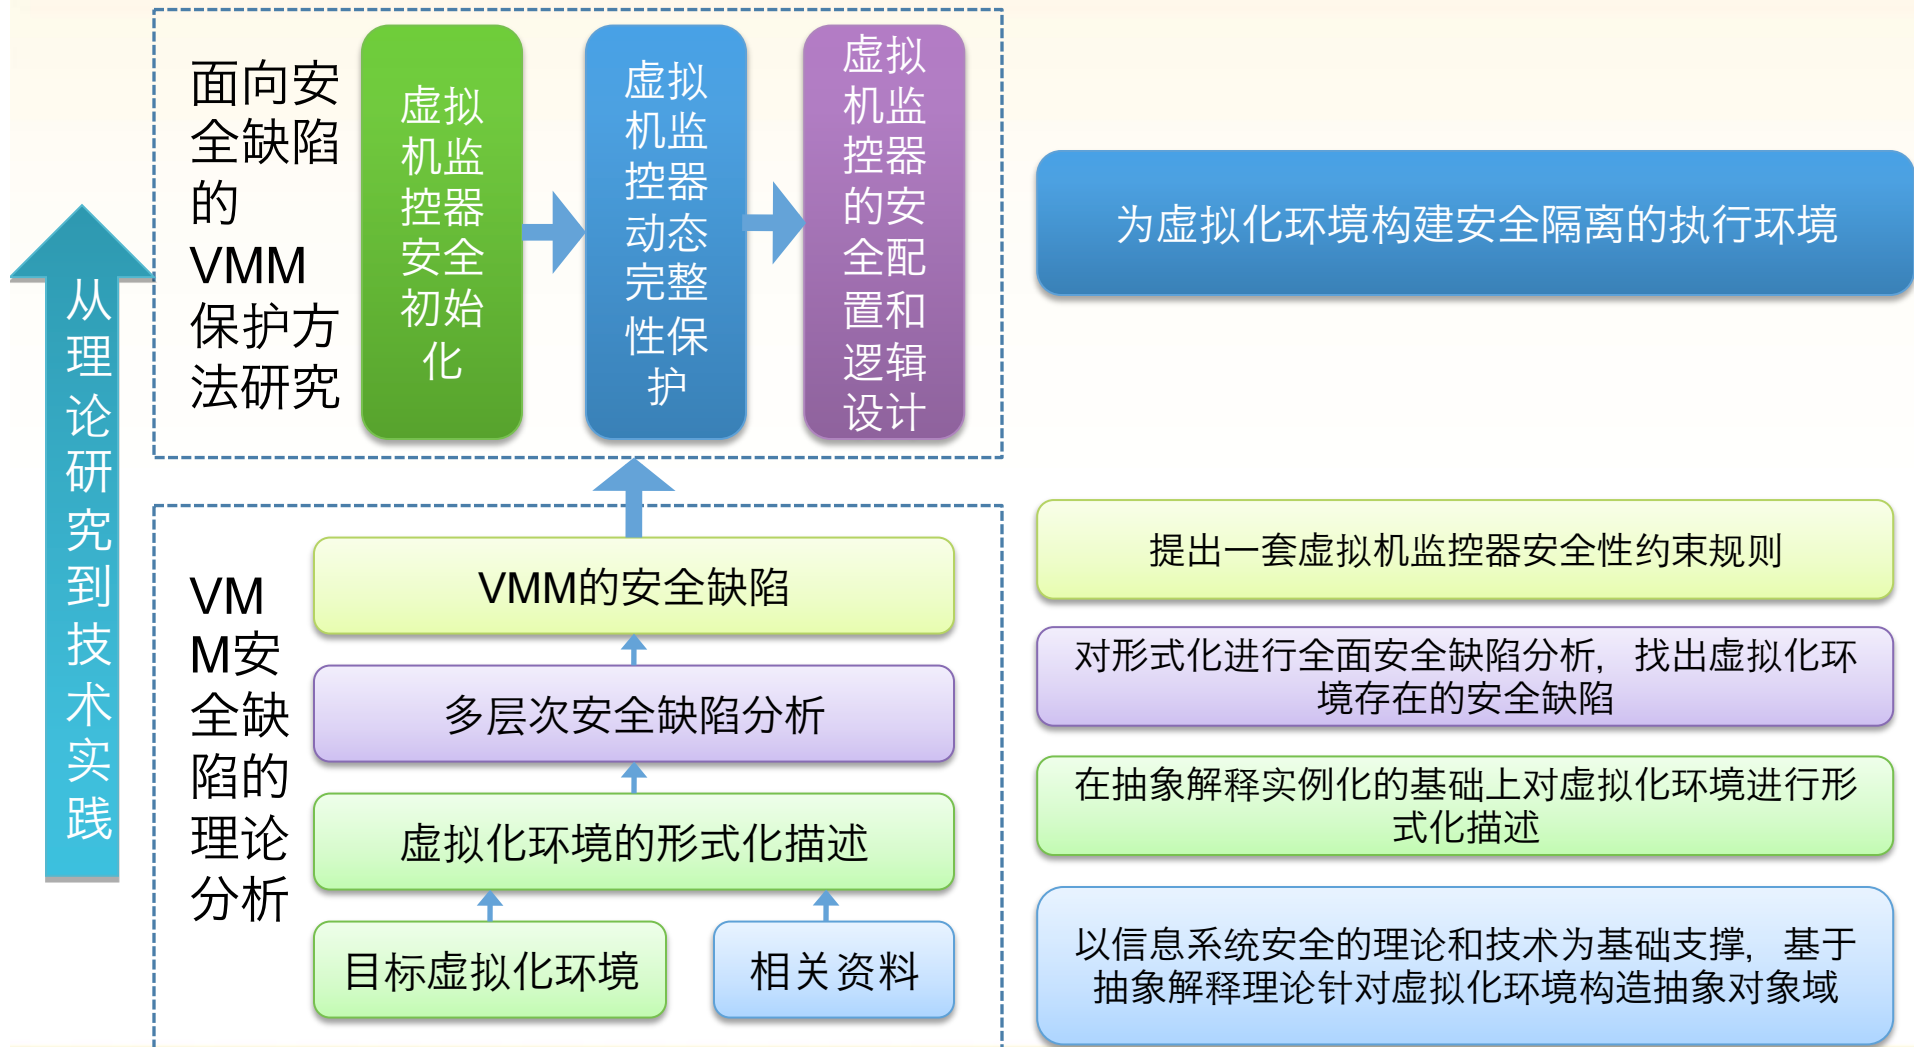 从
理
论
研
究
到
技
术
实
践
面向安
全缺陷
的
VMM
保护方
法研究
虚拟
机监
控器
安全
初始
化
虚拟
机监
控器
动态
完整
性保
护
虚拟
机监
控器
的安
全配
置和
逻辑
设计
为虚拟化环境构建安全隔离的执行环境
VM
M安
全缺
陷的
理论
分析
VMM的安全缺陷
多层次安全缺陷分析
虚拟化环境的形式化描述
目标虚拟化环境
相关资料
提出一套虚拟机监控器安全性约束规则
对形式化进行全面安全缺陷分析，找出虚拟化环
境存在的安全缺陷
在抽象解释实例化的基础上对虚拟化环境进行形
式化描述
以信息系统安全的理论和技术为基础支撑，基于
抽象解释理论针对虚拟化环境构造抽象对象域